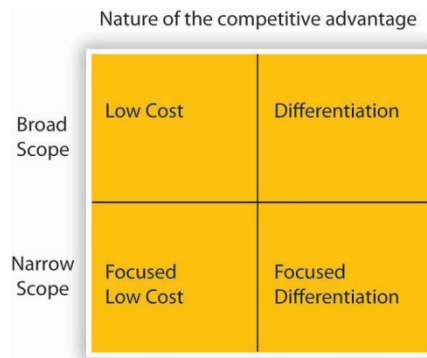 Nature of the competitive advantage
Broad
Scope
Low Cost
Differentiation
Narrow
Scope
Focused
Low Cost
Focused
Differentiation